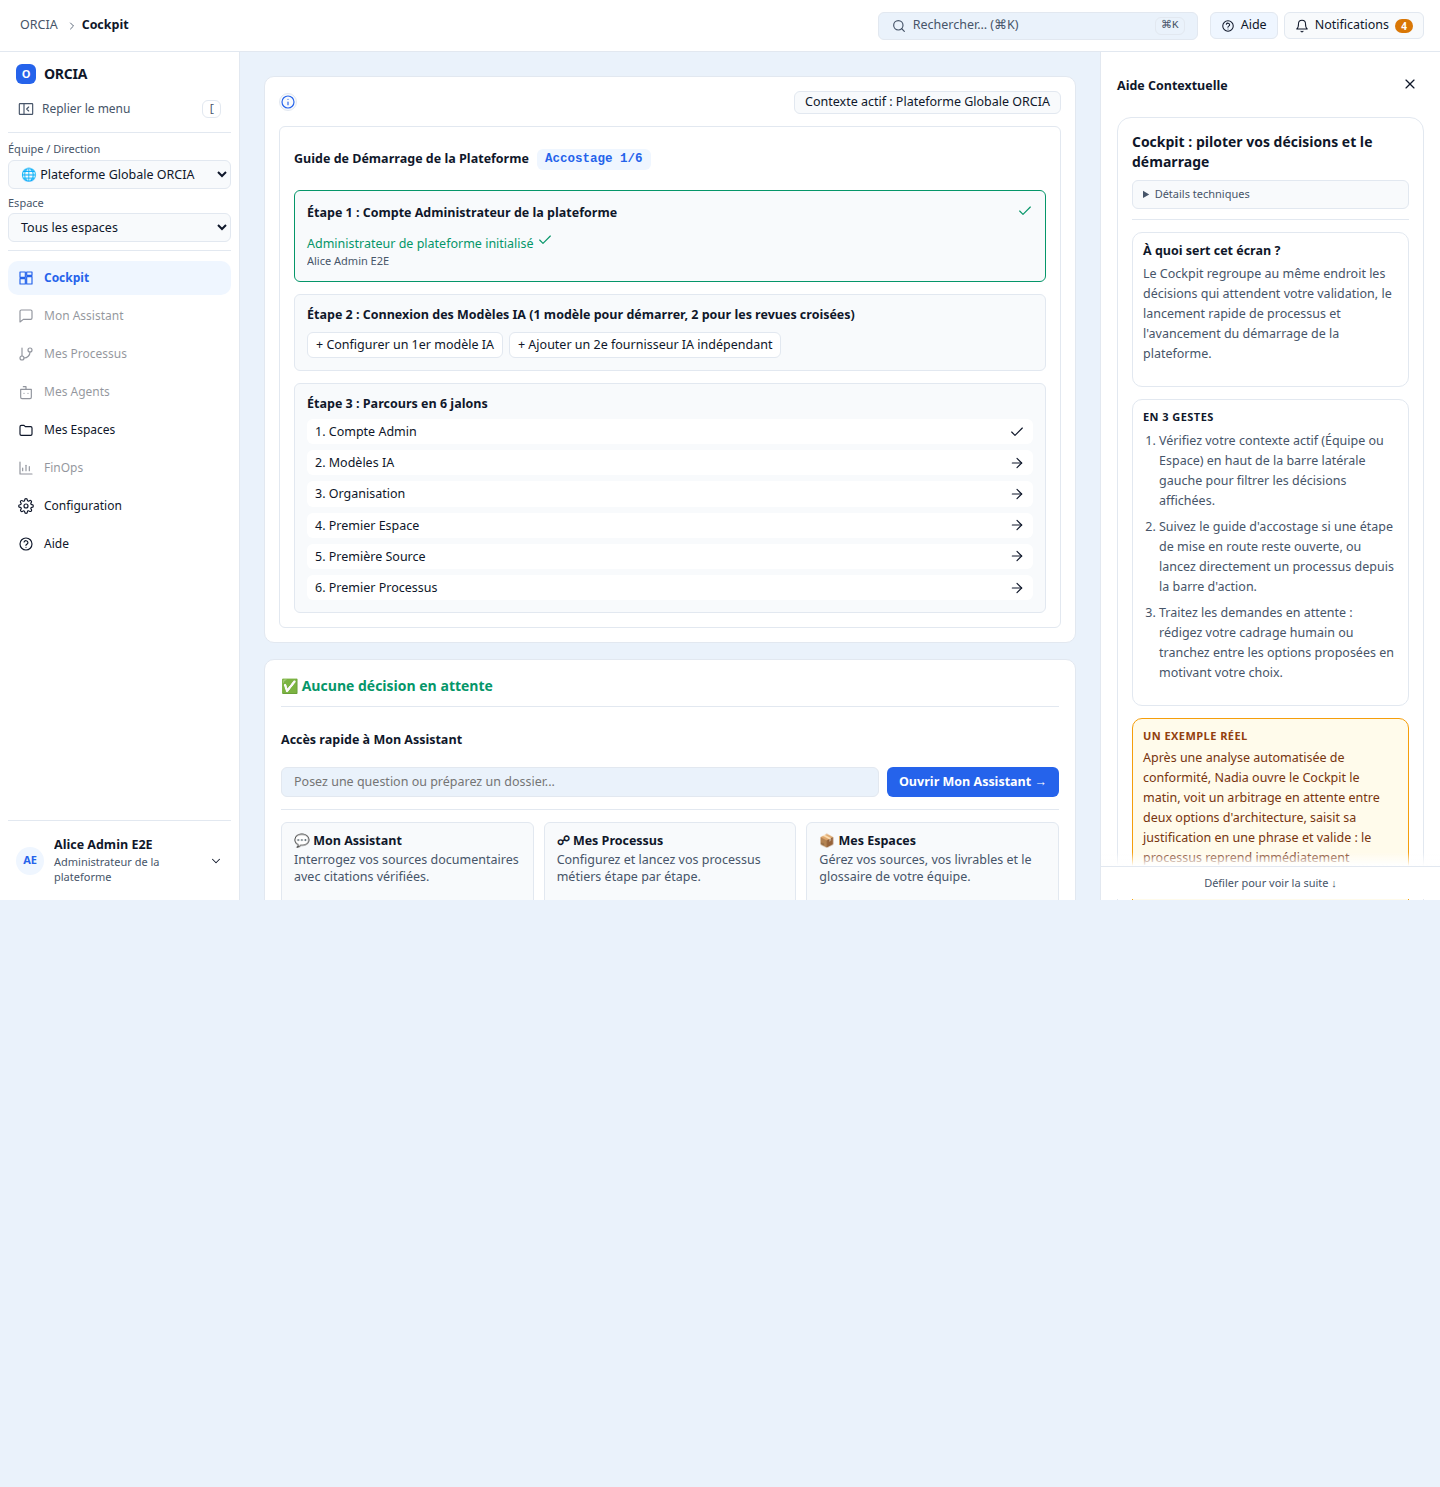 ORCIA
Cockpit
Rechercher... (⌘K)
⌘K
Aide
Notifications 4
O ORCIA
Replier le menu [
Équipe / Direction
🌐 Plateforme Globale ORCIA
Espace
Tous les espaces
Cockpit
Mon Assistant
Mes Processus
Mes Agents
Mes Espaces
FinOps
Configuration
Aide
AE
Alice Admin E2E
Administrateur de la
plateforme
Contexte actif : Plateforme Globale ORCIA
Guide de Démarrage de la Plateforme Accostage 1/6
Étape 1 : Compte Administrateur de la plateforme
Administrateur de plateforme initialisé
Alice Admin E2E
Étape 2 : Connexion des Modèles IA (1 modèle pour démarrer, 2 pour les revues croisées)
+ Configurer un 1er modèle IA
+ Ajouter un 2e fournisseur IA indépendant
Étape 3 : Parcours en 6 jalons
1. Compte Admin
2. Modèles IA →
3. Organisation →
4. Premier Espace →
5. Première Source →
6. Premier Processus →
✅ Aucune décision en attente
Accès rapide à Mon Assistant
Posez une question ou préparez un dossier...
Ouvrir Mon Assistant →
💬 Mon Assistant
Interrogez vos sources documentaires
avec citations vérifiées.
☍ Mes Processus
Configurez et lancez vos processus
métiers étape par étape.
📦 Mes Espaces
Gérez vos sources, vos livrables et le
glossaire de votre équipe.
Aide Contextuelle
Cockpit : piloter vos décisions et le
démarrage
▶ Détails techniques
À quoi sert cet écran ?
Le Cockpit regroupe au même endroit les
décisions qui attendent votre validation, le
lancement rapide de processus et
l'avancement du démarrage de la
plateforme.
EN 3 GESTES
1. Vérifiez votre contexte actif (Équipe ou
Espace) en haut de la barre latérale
gauche pour filtrer les décisions
affichées.
2. Suivez le guide d'accostage si une étape
de mise en route reste ouverte, ou
lancez directement un processus depuis
la barre d'action.
3. Traitez les demandes en attente :
rédigez votre cadrage humain ou
tranchez entre les options proposées en
motivant votre choix.
UN EXEMPLE RÉEL
Après une analyse automatisée de
conformité, Nadia ouvre le Cockpit le
matin, voit un arbitrage en attente entre
deux options d'architecture, saisit sa
justification en une phrase et valide : le
processus reprend immédiatement
Défiler pour voir la suite ↓